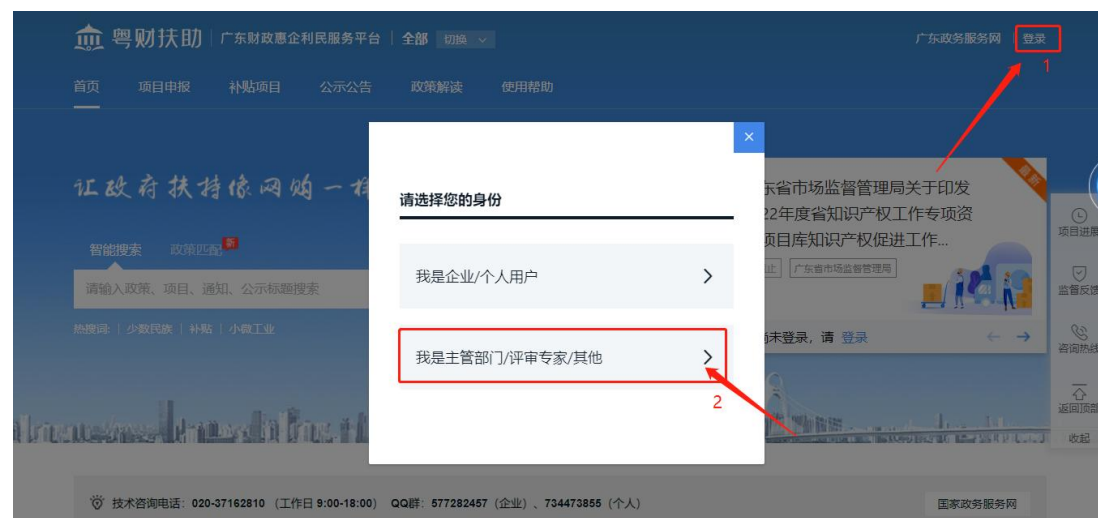 粤财扶助 广东财政惠企利民服务平台 全部 切换
广东政务服务网 登录
1
首页 项目申报 补贴项目 公示公告 政策解读 使用帮助
让政府扶持像网购一样
最新
东省市场监督管理局关于印发
22年度省知识产权工作专项资
项目库知识产权促进工作...
止 广东省市场监督管理局
尚未登录，请 登录
请选择您的身份
我是企业/个人用户
我是主管部门/评审专家/其他
2
智能搜索 政策匹配 新
请输入政策、项目、通知、公示标题搜索
热搜词: 少数民族 补贴 小微工业
项目进展
监督反馈
咨询热线
返回顶部
收起
技术咨询电话: 020-37162810 （工作日 9:00-18:00） QQ群: 577282457（企业）、734473855（个人）
国家政务服务网